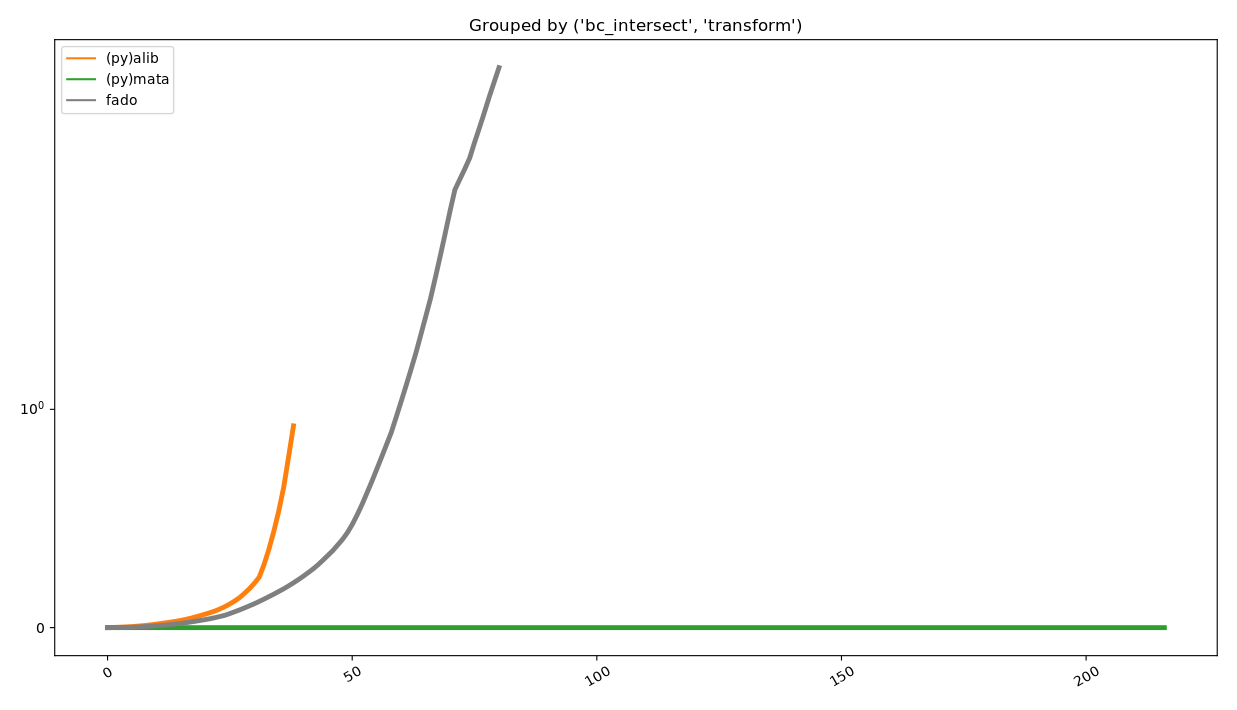 Grouped by ('bc_intersect', 'transform')
(py)alib
(py)mata
fado
10⁰
0
0
50
100
150
200